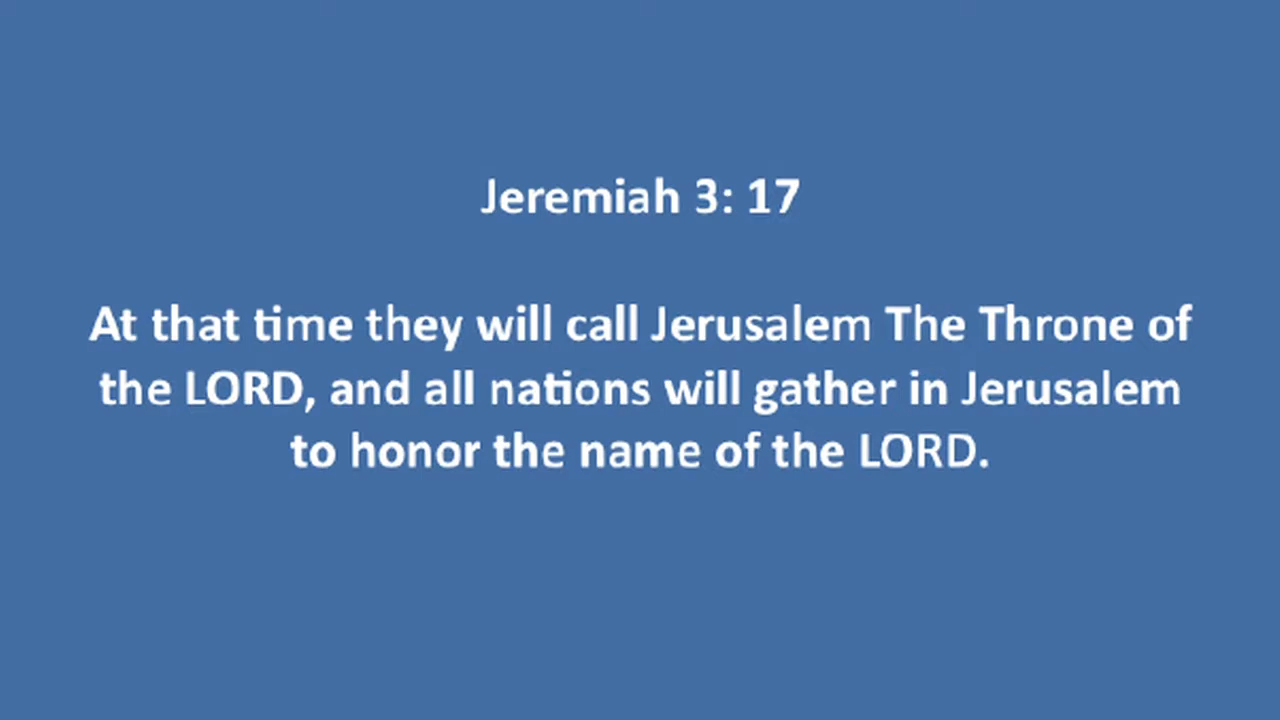 Jeremiah 3: 17
At that time they will call Jerusalem The Throne of
the LORD, and all nations will gather in Jerusalem
to honor the name of the LORD.